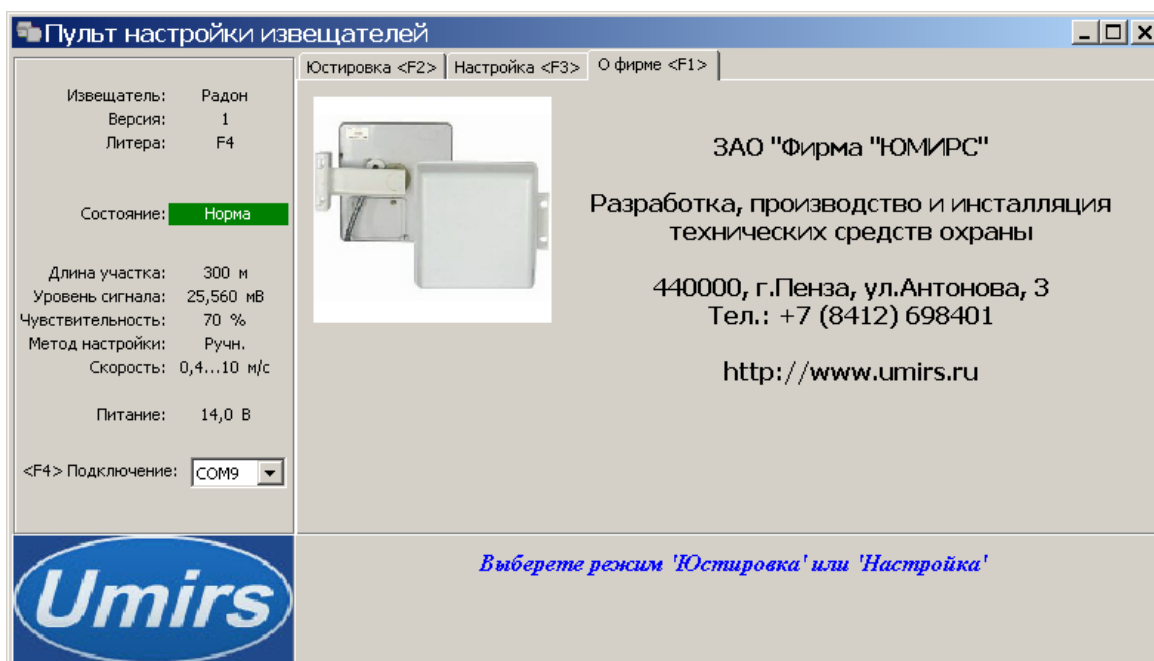 Пульт настройки извещателей
Юстировка <F2> Настройка <F3> О фирме <F1>
Извещатель: Радон
Версия: 1
Литера: F4
Состояние: Норма
Длина участка: 300 м
Уровень сигнала: 25,560 мВ
Чувствительность: 70 %
Метод настройки: Ручн.
Скорость: 0,4...10 м/с
Питание: 14,0 В
<F4> Подключение: COM9
ЗАО "Фирма "ЮМИРС"
Разработка, производство и инсталляция
технических средств охраны
440000, г.Пенза, ул.Антонова, 3
Тел.: +7 (8412) 698401
http://www.umirs.ru
Umirs
Выберете режим 'Юстировка' или 'Настройка'